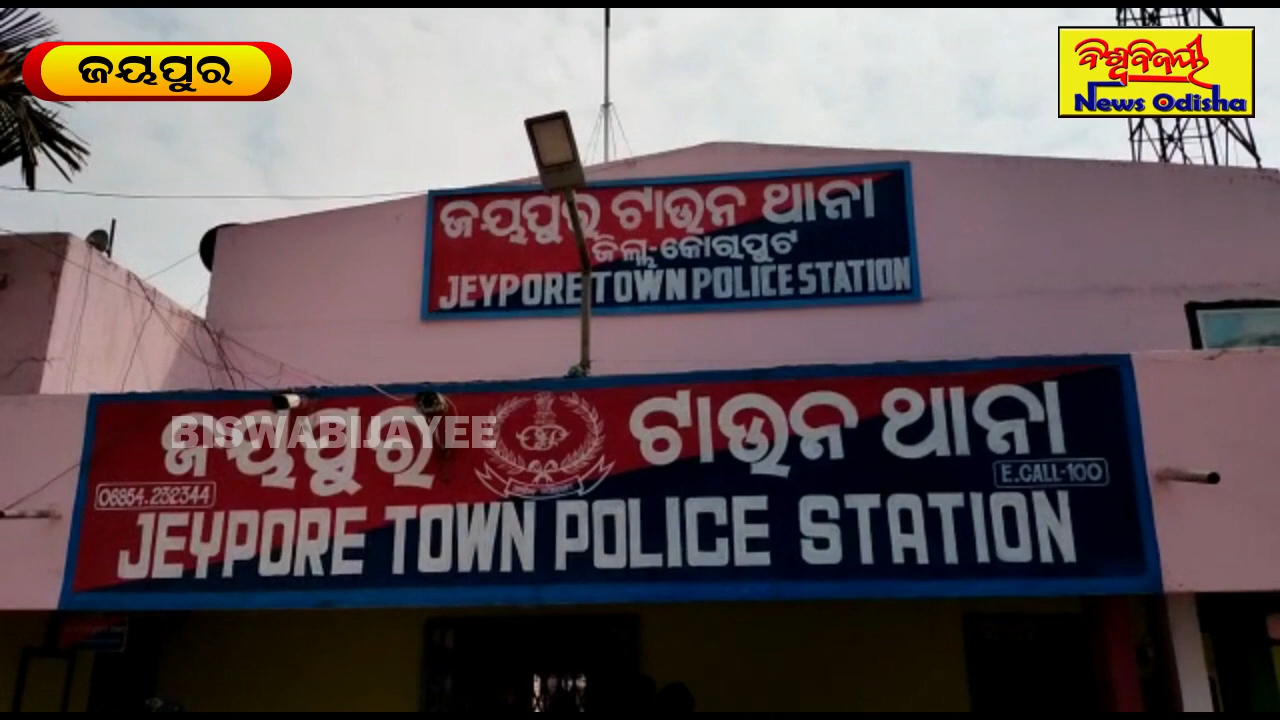 ଜୟପୁର
ବିଶ୍ୱବିଜୟୀ
News Odisha
ଜୟପୁର ଟାଉନ ଥାନା
ଜିଲ୍ଲା-କୋରାପୁଟ
JEYPORE TOWN POLICE STATION
ଜୟପୁର ଟାଉନ ଥାନା
BISWABIJAYEE
06854.232344
E.CALL-100
JEYPORE TOWN POLICE STATION